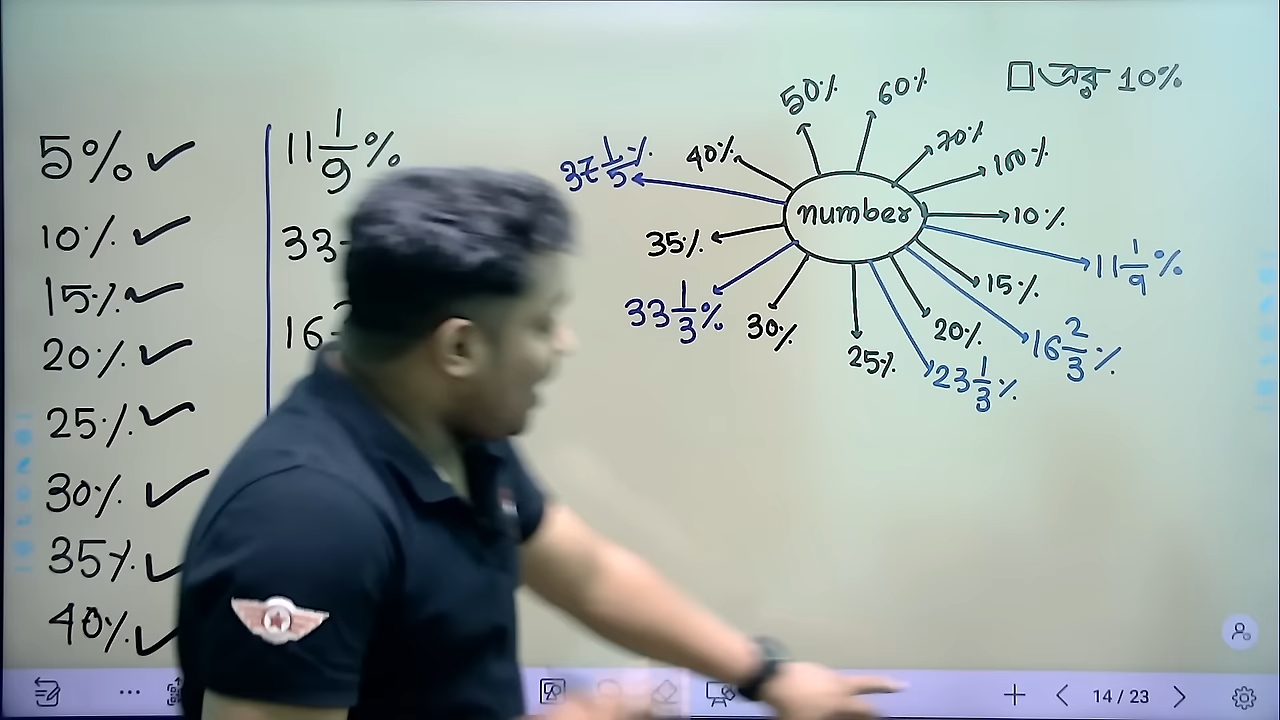 5% ✓
10% ✓
15% ✓
20% ✓
25% ✓
30% ✓
35% ✓
40% ✓
11 1/9 %
33
16
□ এর 10%
50%
60%
70%
100%
10%
11 1/9 %
15%
16 2/3 %
20%
23 1/3 %
25%
30%
33 1/3 %
35%
37 1/5 %
40%
number
14 / 23